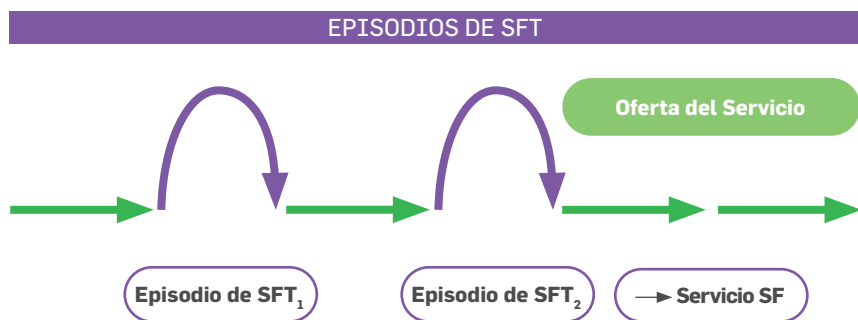 EPISODIOS DE SFT
Oferta del Servicio
Episodio de SFT₁
Episodio de SFT₂
Servicio SF